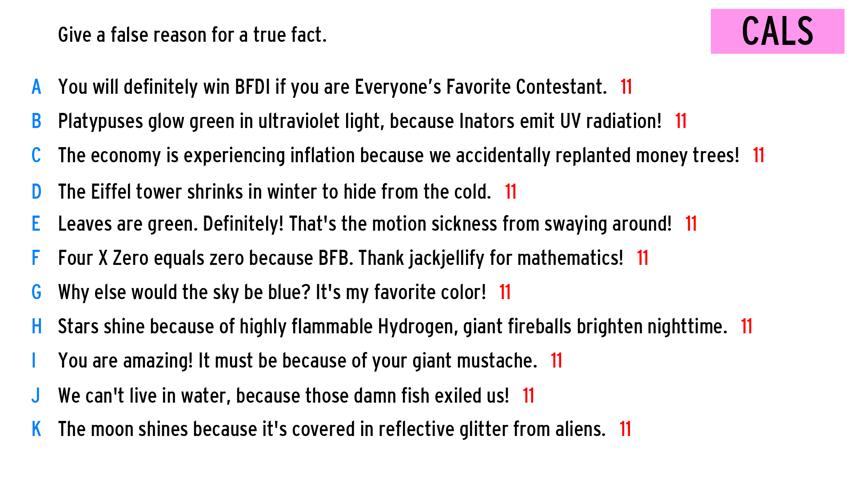 Give a false reason for a true fact.
CALS
A You will definitely win BFDI if you are Everyone’s Favorite Contestant. 11
B Platypuses glow green in ultraviolet light, because Inators emit UV radiation! 11
C The economy is experiencing inflation because we accidentally replanted money trees! 11
D The Eiffel tower shrinks in winter to hide from the cold. 11
E Leaves are green. Definitely! That's the motion sickness from swaying around! 11
F Four X Zero equals zero because BFB. Thank jackjellify for mathematics! 11
G Why else would the sky be blue? It's my favorite color! 11
H Stars shine because of highly flammable Hydrogen, giant fireballs brighten nighttime. 11
I You are amazing! It must be because of your giant mustache. 11
J We can't live in water, because those damn fish exiled us! 11
K The moon shines because it's covered in reflective glitter from aliens. 11